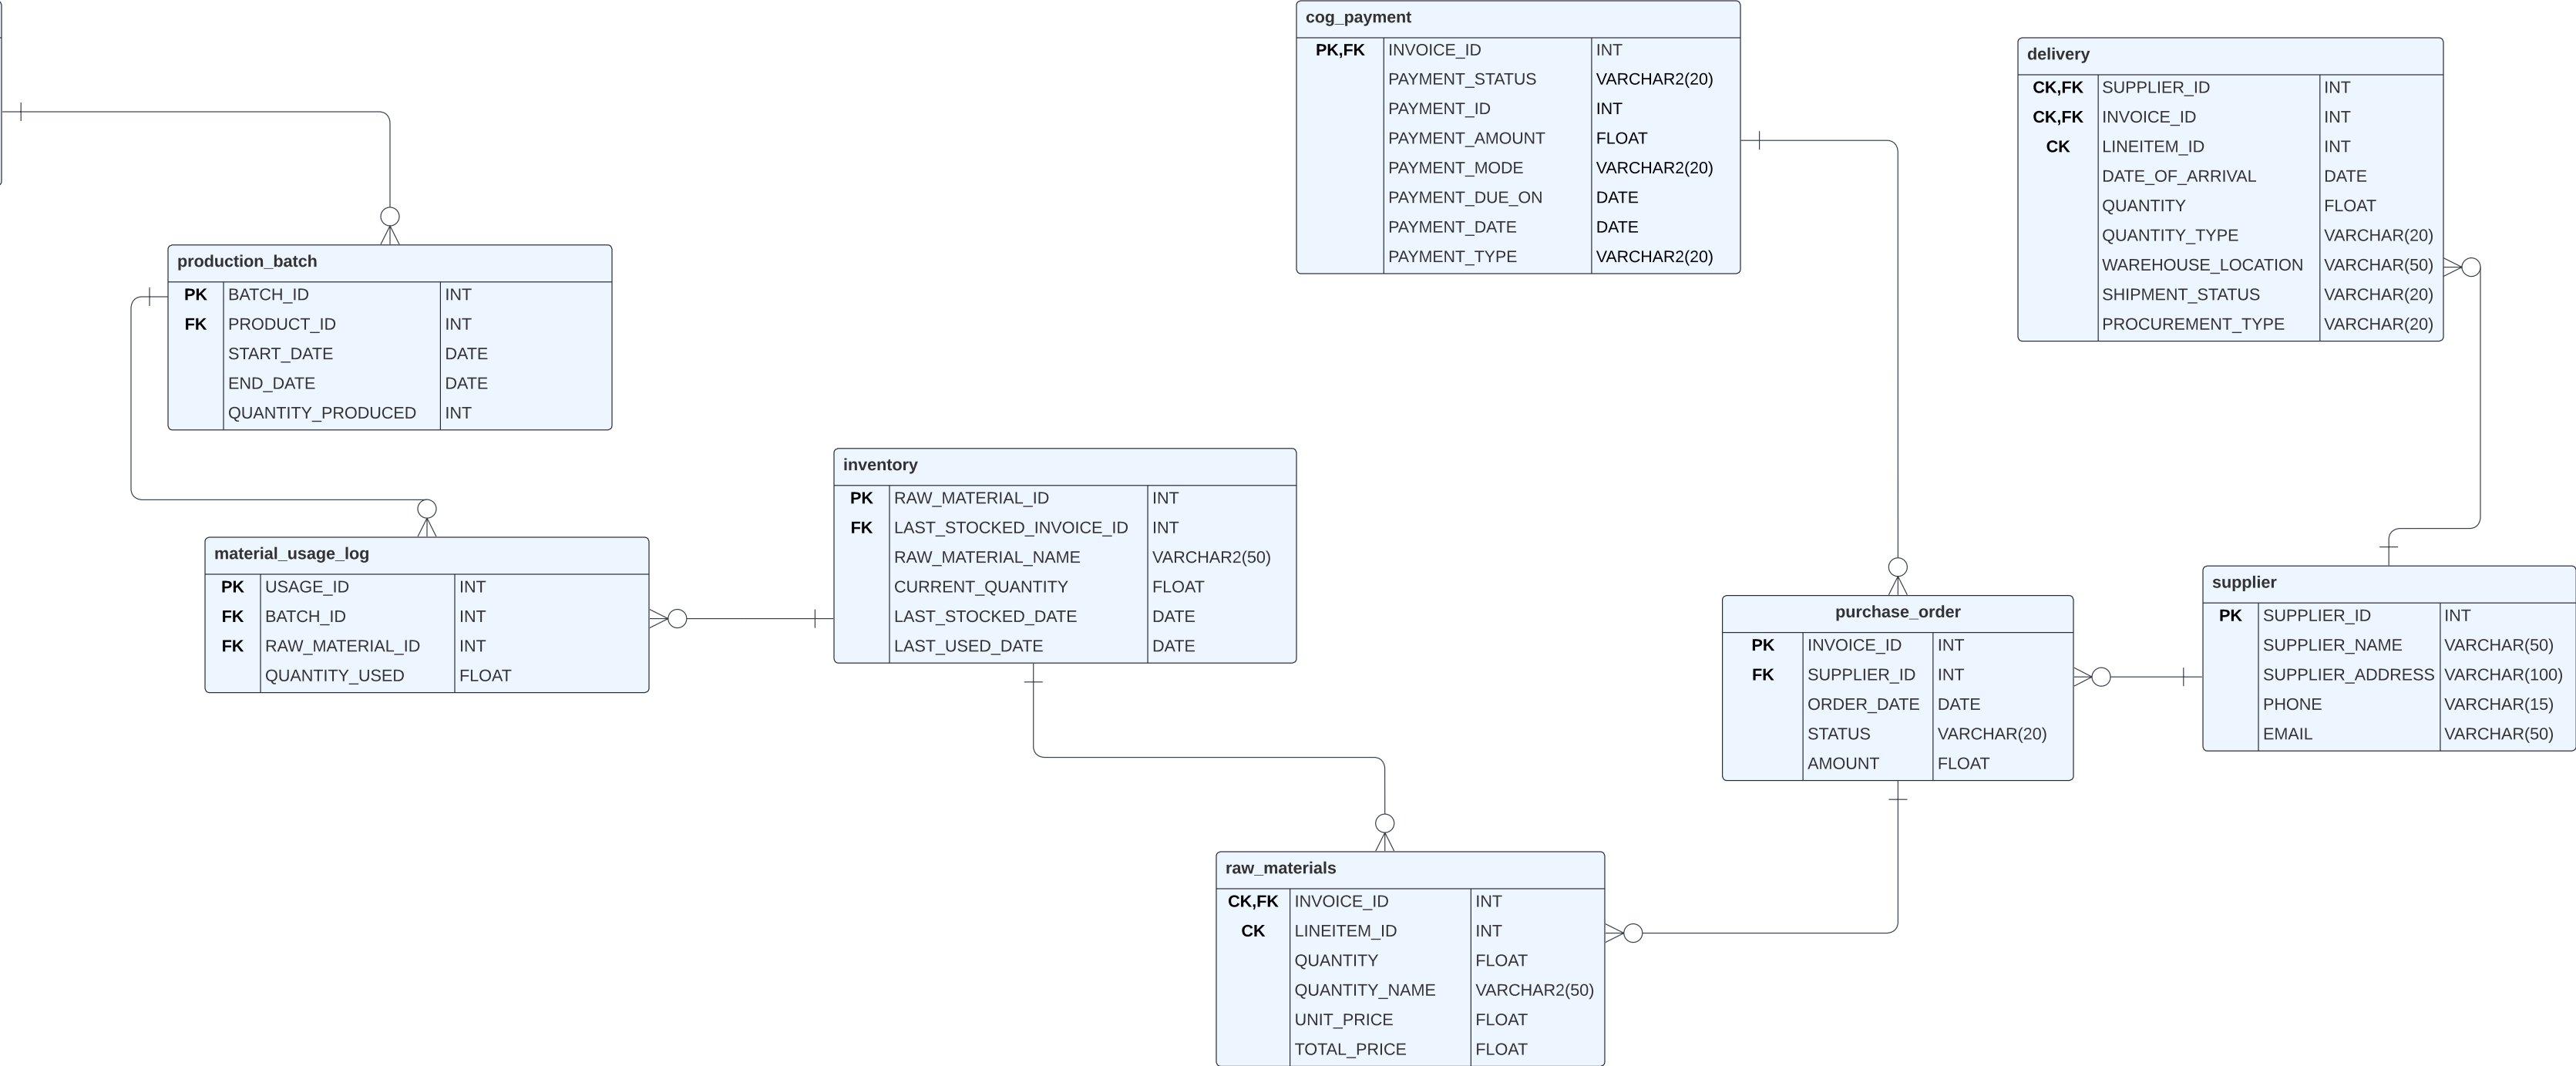 cog_payment
PK,FK INVOICE_ID INT
PAYMENT_STATUS VARCHAR2(20)
PAYMENT_ID INT
PAYMENT_AMOUNT FLOAT
PAYMENT_MODE VARCHAR2(20)
PAYMENT_DUE_ON DATE
PAYMENT_DATE DATE
PAYMENT_TYPE VARCHAR2(20)
delivery
CK,FK SUPPLIER_ID INT
CK,FK INVOICE_ID INT
CK LINEITEM_ID INT
DATE_OF_ARRIVAL DATE
QUANTITY FLOAT
QUANTITY_TYPE VARCHAR(20)
WAREHOUSE_LOCATION VARCHAR(50)
SHIPMENT_STATUS VARCHAR(20)
PROCUREMENT_TYPE VARCHAR(20)
production_batch
PK BATCH_ID INT
FK PRODUCT_ID INT
START_DATE DATE
END_DATE DATE
QUANTITY_PRODUCED INT
inventory
PK RAW_MATERIAL_ID INT
FK LAST_STOCKED_INVOICE_ID INT
RAW_MATERIAL_NAME VARCHAR2(50)
CURRENT_QUANTITY FLOAT
LAST_STOCKED_DATE DATE
LAST_USED_DATE DATE
material_usage_log
PK USAGE_ID INT
FK BATCH_ID INT
FK RAW_MATERIAL_ID INT
QUANTITY_USED FLOAT
purchase_order
PK INVOICE_ID INT
FK SUPPLIER_ID INT
ORDER_DATE DATE
STATUS VARCHAR(20)
AMOUNT FLOAT
supplier
PK SUPPLIER_ID INT
SUPPLIER_NAME VARCHAR(50)
SUPPLIER_ADDRESS VARCHAR(100)
PHONE VARCHAR(15)
EMAIL VARCHAR(50)
raw_materials
CK,FK INVOICE_ID INT
CK LINEITEM_ID INT
QUANTITY FLOAT
QUANTITY_NAME VARCHAR2(50)
UNIT_PRICE FLOAT
TOTAL_PRICE FLOAT